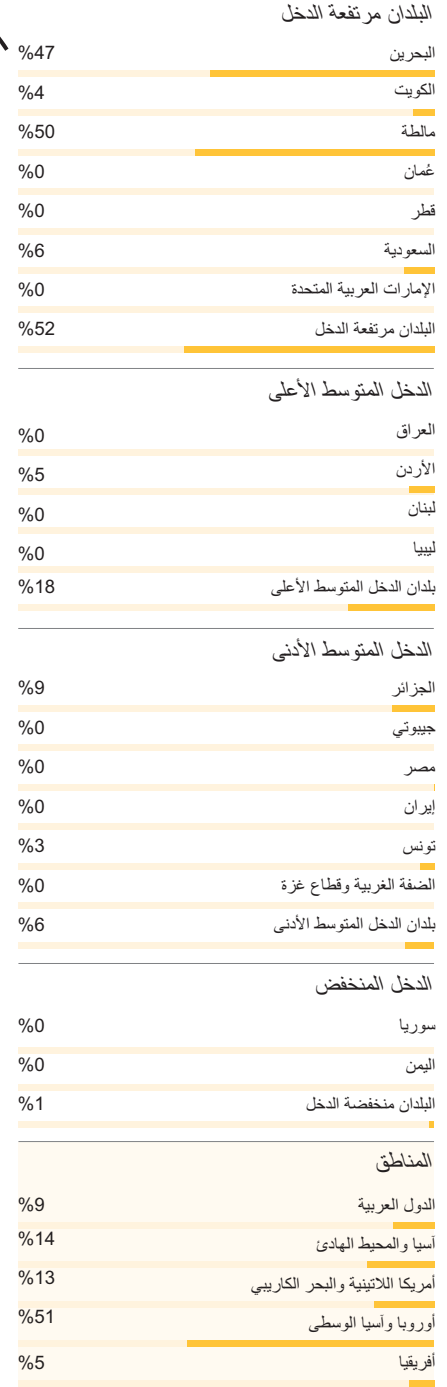 البلدان مرتفعة الدخل
البحرين %47
الكويت %4
مالطة %50
عُمان %0
قطر %0
السعودية %6
الإمارات العربية المتحدة %0
البلدان مرتفعة الدخل %52
الدخل المتوسط الأعلى
العراق %0
الأردن %5
لبنان %0
ليبيا %0
بلدان الدخل المتوسط الأعلى %18
الدخل المتوسط الأدنى
الجزائر %9
جيبوتي %0
مصر %0
إيران %0
تونس %3
الضفة الغربية وقطاع غزة %0
بلدان الدخل المتوسط الأدنى %6
الدخل المنخفض
سوريا %0
اليمن %0
البلدان منخفضة الدخل %1
المناطق
الدول العربية %9
آسيا والمحيط الهادئ %14
أمريكا اللاتينية والبحر الكاريبي %13
أوروبا وآسيا الوسطى %51
أفريقيا %5